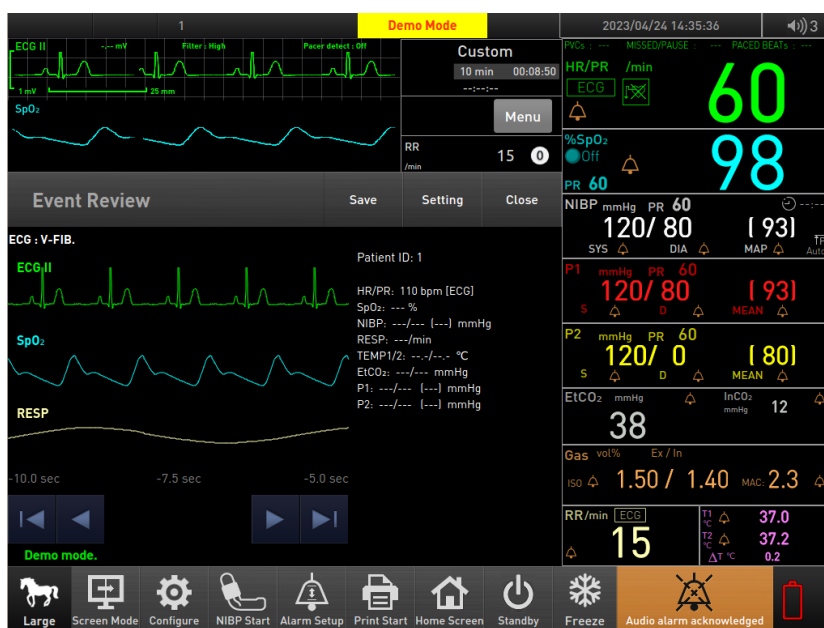 1
Demo Mode
2023/04/24 14:35:36
3
ECG II
-.-- mV
Filter : High
Pacer detect : Off
1 mV
25 mm
SpO₂
Custom
10 min 00:08:50
--:--:--
Menu
RR
/min
15
0
PVCs : --- MISSED/PAUSE : --- PACED BEATs : ---
HR/PR /min
ECG
60
%SpO₂
Off
98
PR 60
NIBP mmHg PR 60
--:--
120/ 80 ( 93)
SYS DIA MAP
Auto
P1 mmHg PR 60
120/ 80 ( 93)
S D MEAN
P2 mmHg PR 60
120/ 0 ( 80)
S D MEAN
EtCO₂ mmHg
38
InCO₂
mmHg
12
Gas vol% Ex / In
ISO 1.50 / 1.40 MAC: 2.3
RR/min ECG
15
T1
°C
37.0
T2
°C
37.2
ΔT °C 0.2
Event Review
Save
Setting
Close
ECG : V-FIB.
ECG II
SpO₂
RESP
-10.0 sec
-7.5 sec
-5.0 sec
Patient ID: 1
HR/PR: 110 bpm [ECG]
SpO₂: --- %
NIBP: ---/--- (---) mmHg
RESP: ---/min
TEMP1/2: --.-/--.- °C
EtCO₂: ---/--- mmHg
P1: ---/--- (---) mmHg
P2: ---/--- (---) mmHg
Demo mode.
Large
Screen Mode
Configure
NIBP Start
Alarm Setup
Print Start
Home Screen
Standby
Freeze
Audio alarm acknowledged